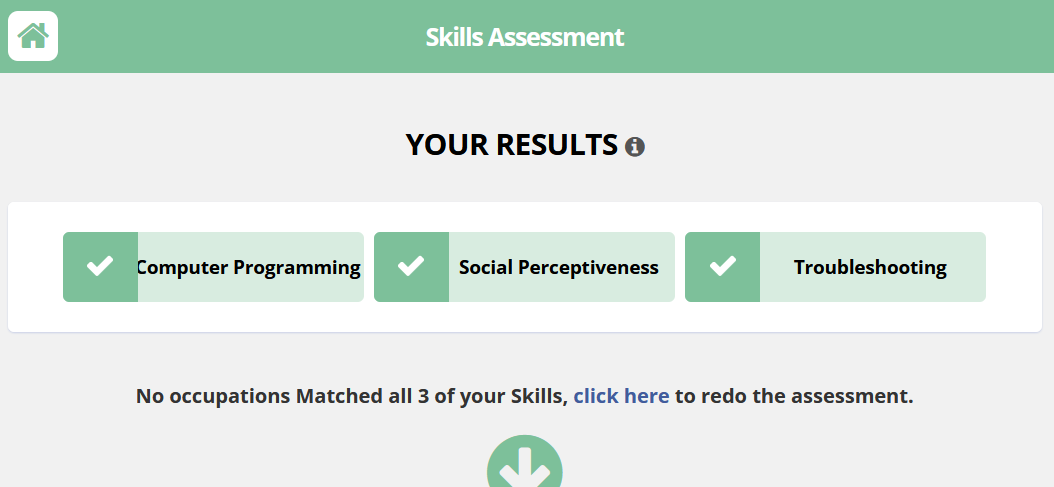 Skills Assessment
YOUR RESULTS
Computer Programming
Social Perceptiveness
Troubleshooting
No occupations Matched all 3 of your Skills, click here to redo the assessment.